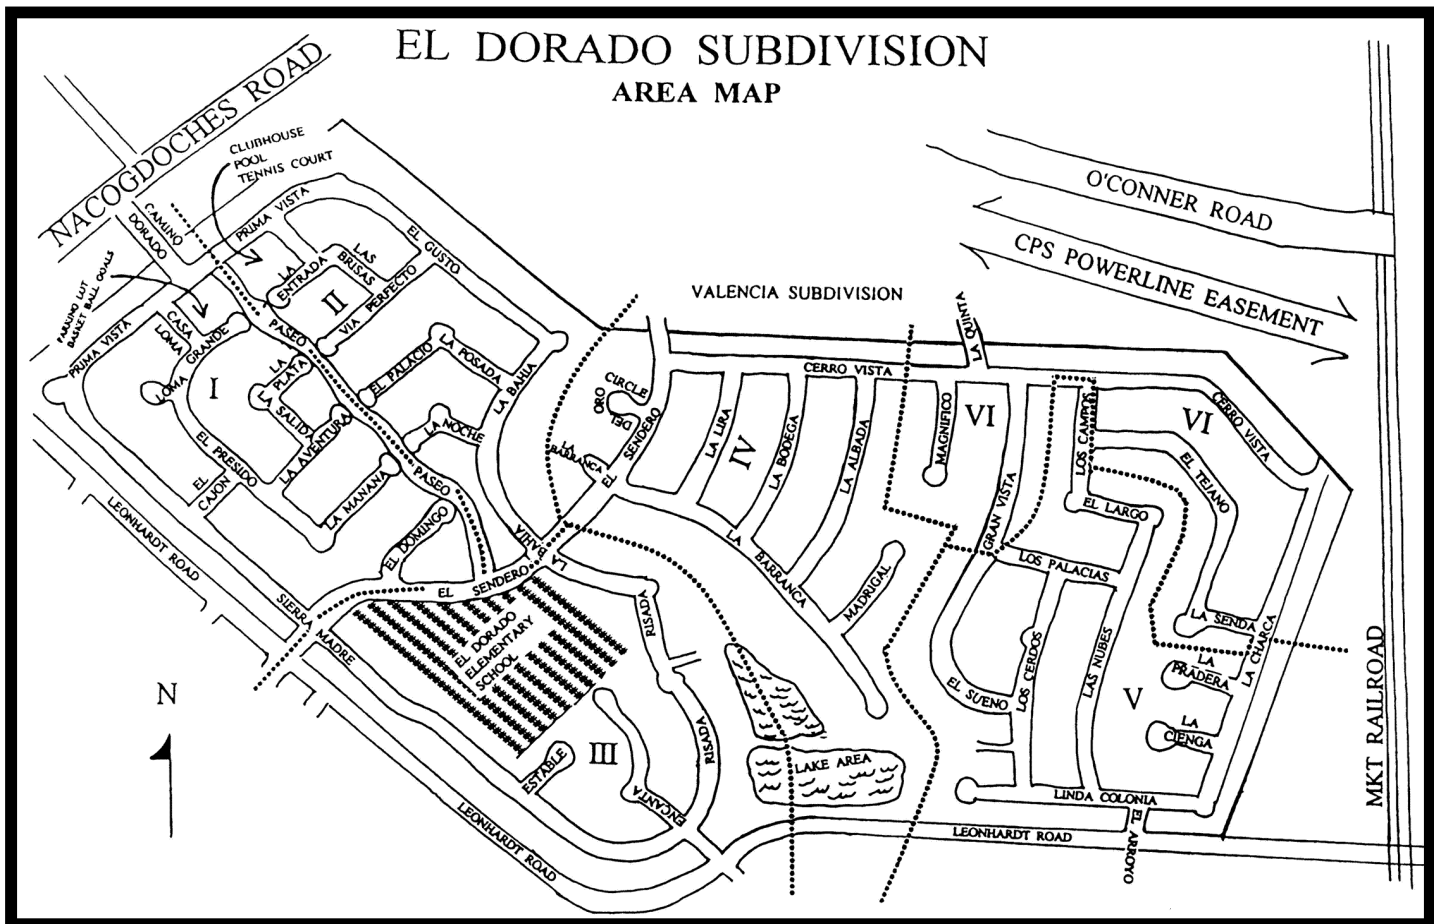 EL DORADO SUBDIVISION
AREA MAP
NACOGDOCHES ROAD
CLUBHOUSE
POOL
TENNIS COURT
O'CONNER ROAD
CPS POWERLINE EASEMENT
CAMINO
DORADO
PRIMA VISTA
EL GUSTO
LAS
BRISAS
LA
ENTRADA
II
VIA PERFECTO
PARKING LOT
BASKET BALL GOALS
VALENCIA SUBDIVISION
LA QUINTA
PRIMA VISTA
CASA
LOMA
LOMA GRANDE
PASEO
LA
PLATA
EL PALACIO
LA POSADA
LA BAHIA
I
LA SALIDA
LA AVENTURA
LA NOCHE
CERRO VISTA
ORO
CIRCLE
DEL
EL
SENDERO
LA
BARRANCA
LA LIRA
IV
LA BODEGA
LA ALBADA
MAGNIFICO
VI
LOS CAMPOS
VI
CERRO VISTA
EL TEJANO
EL PRESIDO
EL
CAJON
LA MANANA
PASEO
EL DOMINGO
LA
BAHIA
EL SENDERO
GRAN VISTA
EL LARGO
LOS PALACIAS
LA
BARRANCA
MADRIGAL
LEONHARDT ROAD
SIERRA
MADRE
EL DORADO
ELEMENTARY
SCHOOL
RISADA
LA SENDA
LA CHARCA
LA
PRADERA
LA
CIENGA
V
LAS NUBES
LOS CERDOS
EL SUENO
MKT RAILROAD
N
III
ESTABLE
ENCANTA
RISADA
LAKE AREA
LINDA COLONIA
EL ARROYO
LEONHARDT ROAD
LEONHARDT ROAD